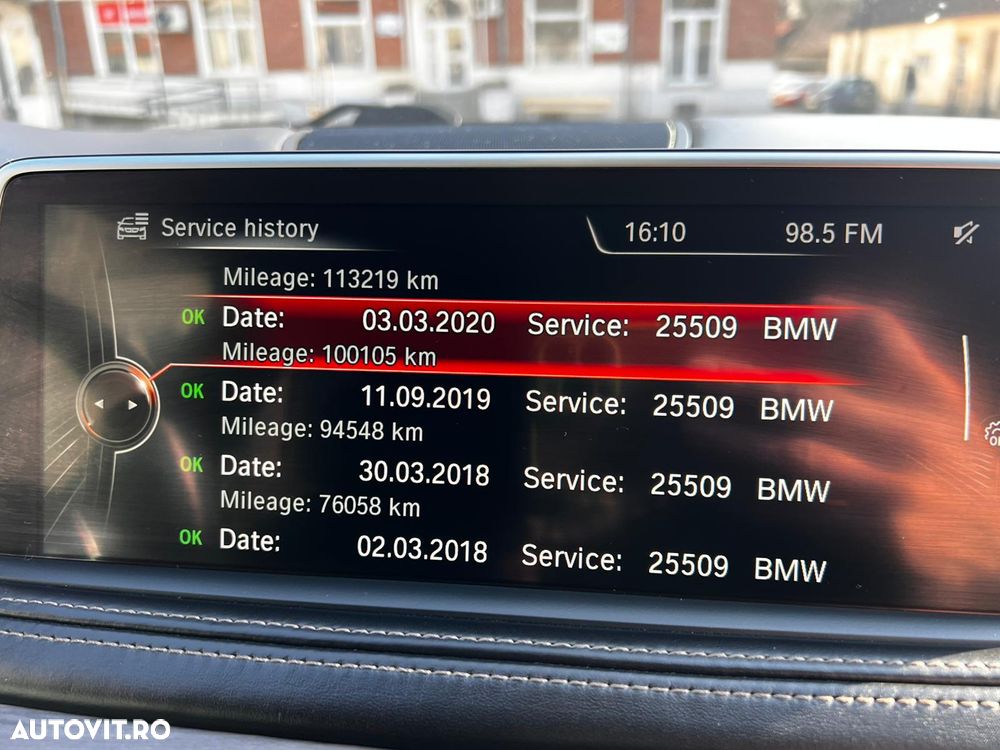 Service history 16:10 98.5 FM
Mileage: 113219 km
OK Date: 03.03.2020 Service: 25509 BMW
Mileage: 100105 km
OK Date: 11.09.2019 Service: 25509 BMW
Mileage: 94548 km
OK Date: 30.03.2018 Service: 25509 BMW
Mileage: 76058 km
OK Date: 02.03.2018 Service: 25509 BMW
AUTOVIT.RO